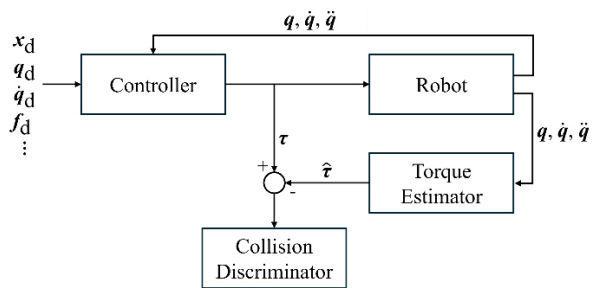 q, q̇, q̈
x_d
q_d
q̇_d
f_d
⋮
Controller
Robot
τ
q, q̇, q̈
+
τ̂
-
Torque
Estimator
Collision
Discriminator